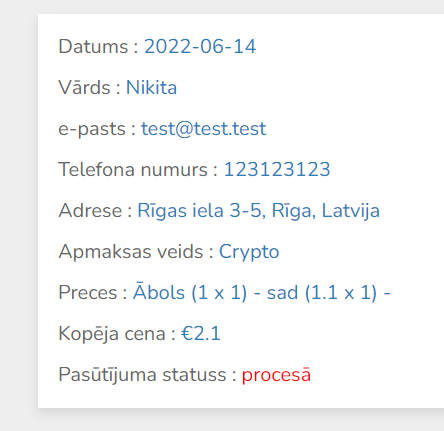 Datums : 2022-06-14
Vārds : Nikita
e-pasts : test@test.test
Telefona numurs : 123123123
Adrese : Rīgas iela 3-5, Rīga, Latvija
Apmaksas veids : Crypto
Preces : Ābols (1 x 1) - sad (1.1 x 1) -
Kopēja cena : €2.1
Pasūtījuma statuss : procesā